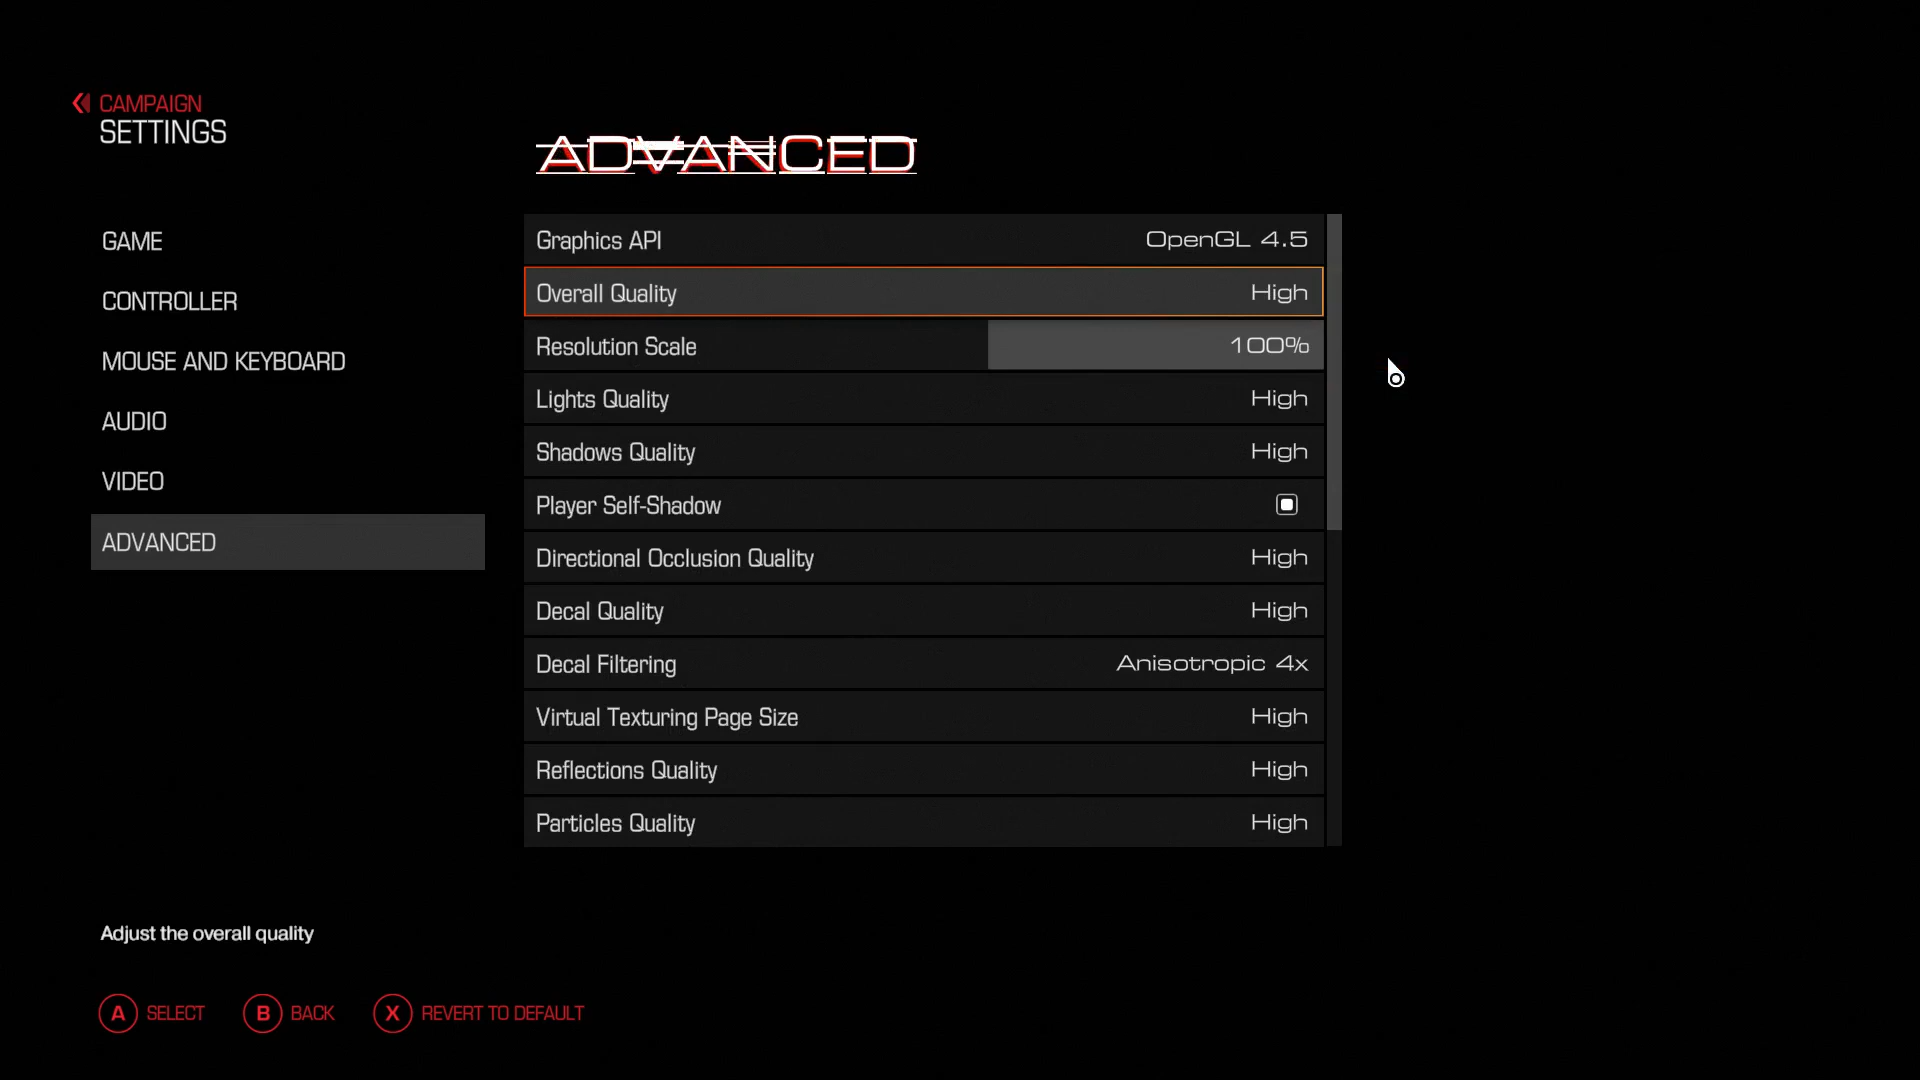 CAMPAIGN
SETTINGS
ADVANCED
GAME
CONTROLLER
MOUSE AND KEYBOARD
AUDIO
VIDEO
ADVANCED
Graphics API OpenGL 4.5
Overall Quality High
Resolution Scale 100%
Lights Quality High
Shadows Quality High
Player Self-Shadow
Directional Occlusion Quality High
Decal Quality High
Decal Filtering Anisotropic 4x
Virtual Texturing Page Size High
Reflections Quality High
Particles Quality High
Adjust the overall quality
A SELECT B BACK X REVERT TO DEFAULT